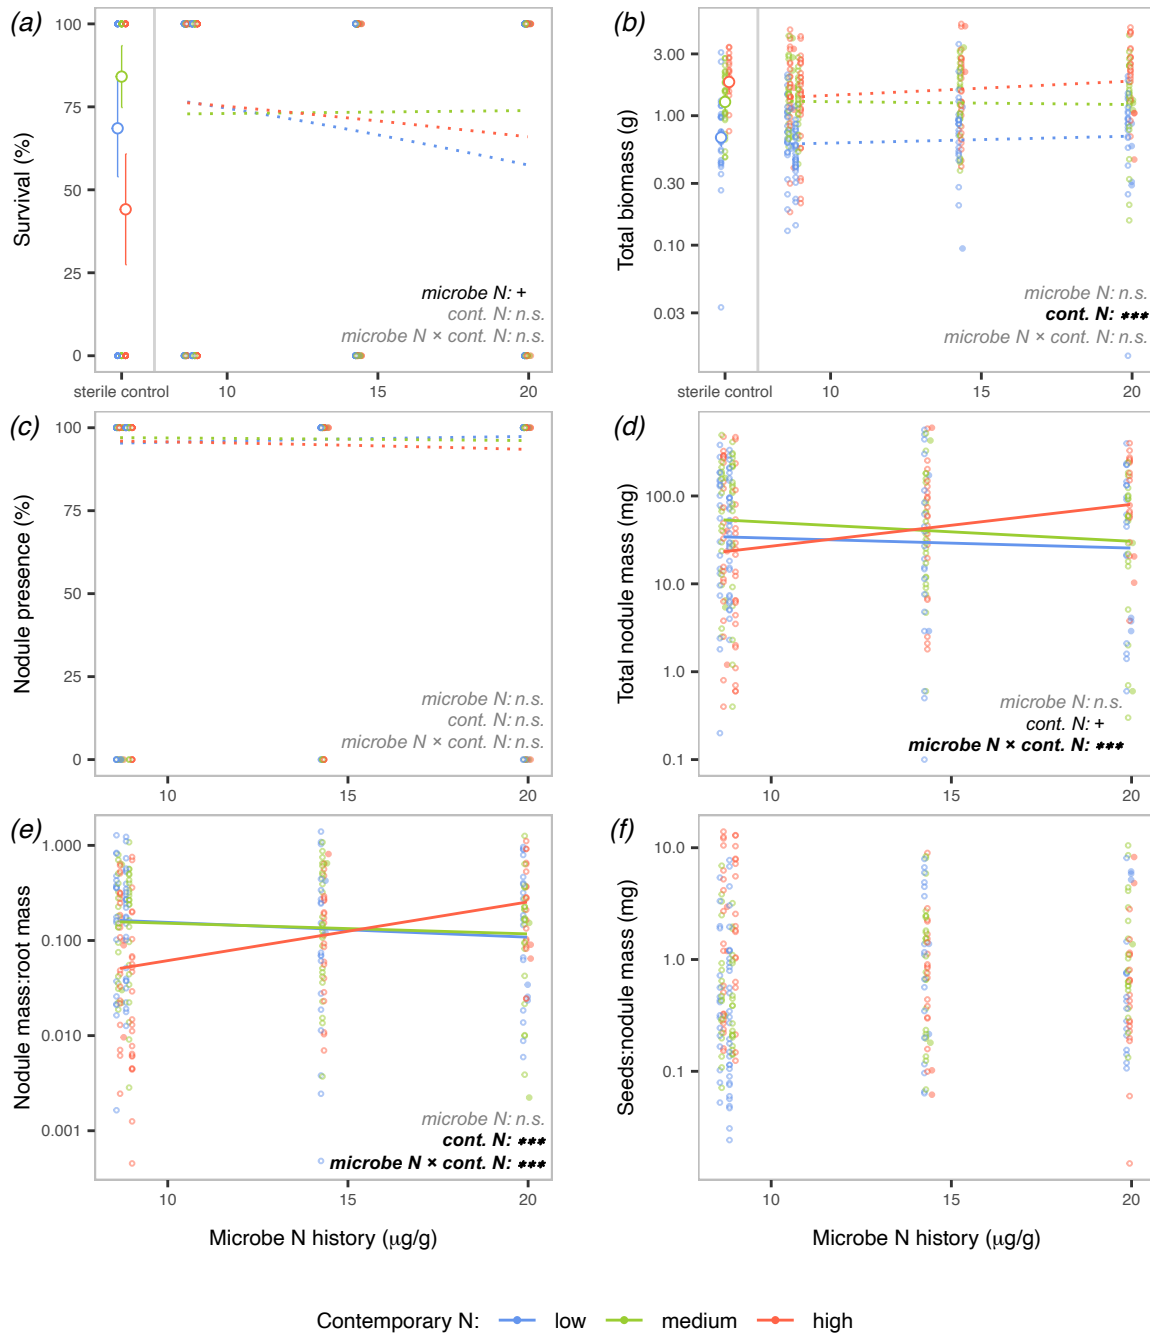 (a)
Survival (%)
100
75
50
25
0
sterile control
10
15
20
microbe N: +
cont. N: n.s.
microbe N × cont. N: n.s.
(b)
Total biomass (g)
3.00
1.00
0.30
0.10
0.03
sterile control
10
15
20
microbe N: n.s.
cont. N: ***
microbe N × cont. N: n.s.
(c)
Nodule presence (%)
100
75
50
25
0
10
15
20
microbe N: n.s.
cont. N: n.s.
microbe N × cont. N: n.s.
(d)
Total nodule mass (mg)
100.0
10.0
1.0
0.1
10
15
20
microbe N: n.s.
cont. N: +
microbe N × cont. N: ***
(e)
Nodule mass:root mass
1.000
0.100
0.010
0.001
10
15
20
microbe N: n.s.
cont. N: ***
microbe N × cont. N: ***
Microbe N history (μg/g)
(f)
Seeds:nodule mass (mg)
10.0
1.0
0.1
10
15
20
Microbe N history (μg/g)
Contemporary N: low medium high